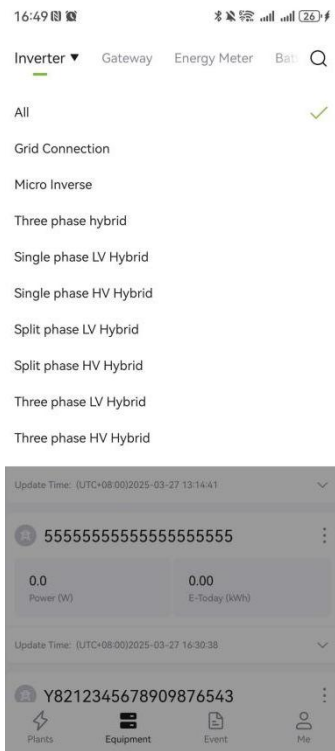 16:49 26
Inverter ▼ Gateway Energy Meter Bat
All
Grid Connection
Micro Inverse
Three phase hybrid
Single phase LV Hybrid
Single phase HV Hybrid
Split phase LV Hybrid
Split phase HV Hybrid
Three phase LV Hybrid
Three phase HV Hybrid
Update Time: (UTC+08:00)2025-03-27 13:14:41
55555555555555555555
0.0 0.00
Power (W) E-Today (kWh)
Update Time: (UTC+08:00)2025-03-27 16:30:38
Y8212345678909876543
Plants Equipment Event Me